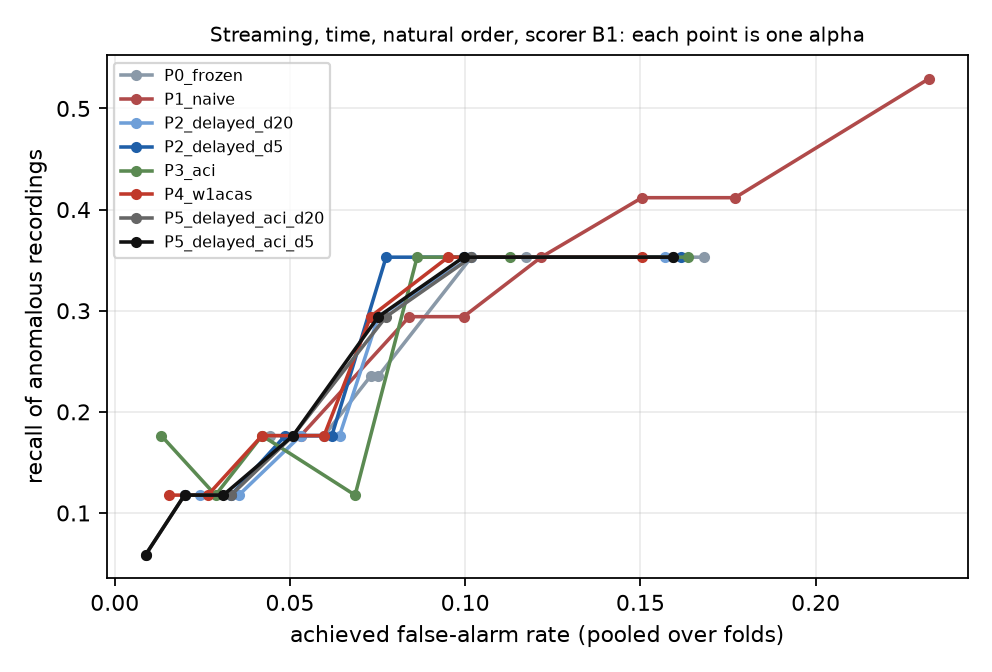 Streaming, time, natural order, scorer B1: each point is one alpha
P0_frozen
P1_naive
P2_delayed_d20
P2_delayed_d5
P3_aci
P4_w1acas
P5_delayed_aci_d20
P5_delayed_aci_d5
recall of anomalous recordings
0.5
0.4
0.3
0.2
0.1
0.00 0.05 0.10 0.15 0.20
achieved false-alarm rate (pooled over folds)